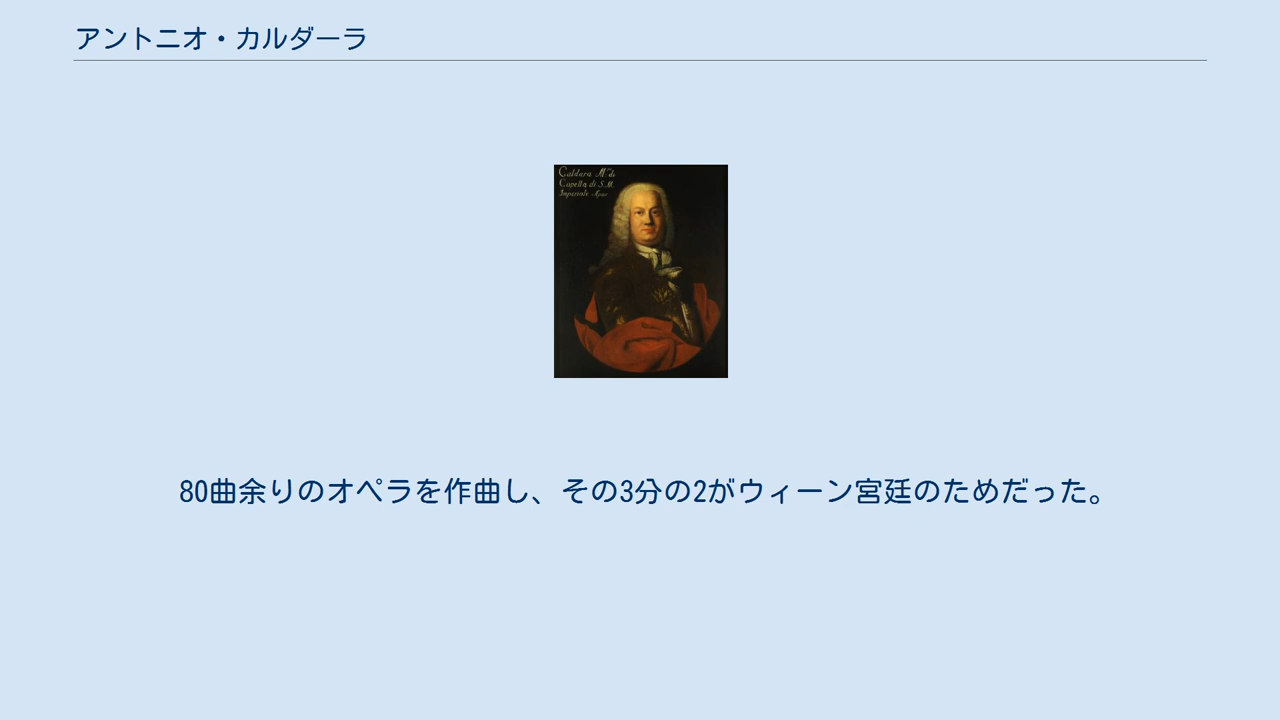 アントニオ・カルダーラ
Caldara M.ro di
Capella di S.M.
Imperiale
80曲余りのオペラを作曲し、その3分の2がウィーン宮廷のためだった。